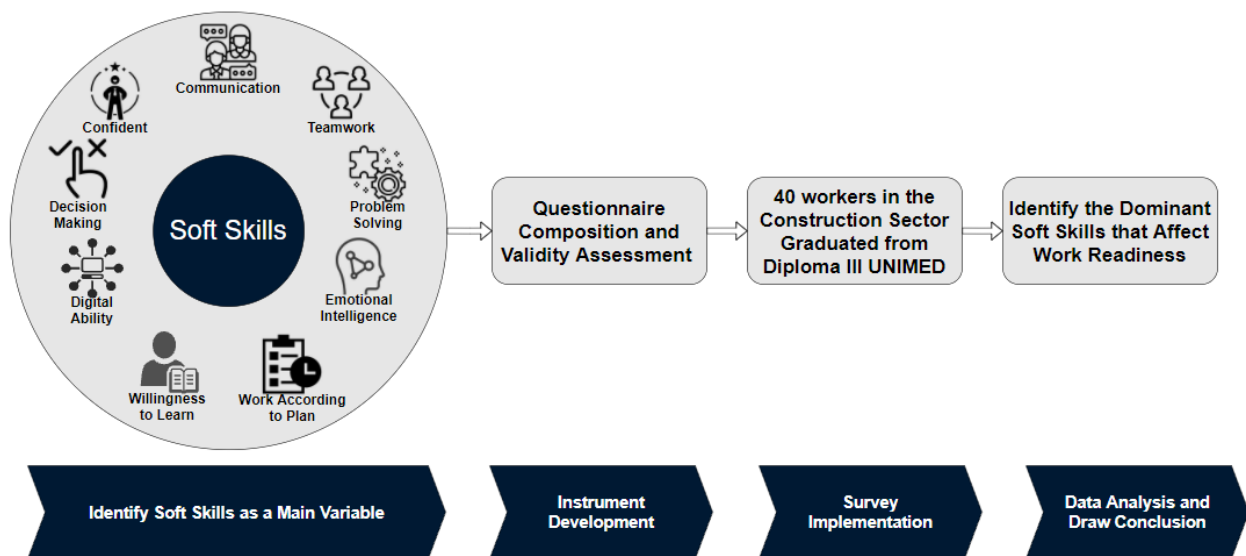 Communication
Confident
Teamwork
Decision
Making
Soft Skills
Problem
Solving
Digital
Ability
Emotional
Intelligence
Willingness
to Learn
Work According
to Plan
Questionnaire
Composition and
Validity Assessment
40 workers in the
Construction Sector
Graduated from
Diploma III UNIMED
Identify the Dominant
Soft Skills that Affect
Work Readiness
Identify Soft Skills as a Main Variable
Instrument
Development
Survey
Implementation
Data Analysis and
Draw Conclusion